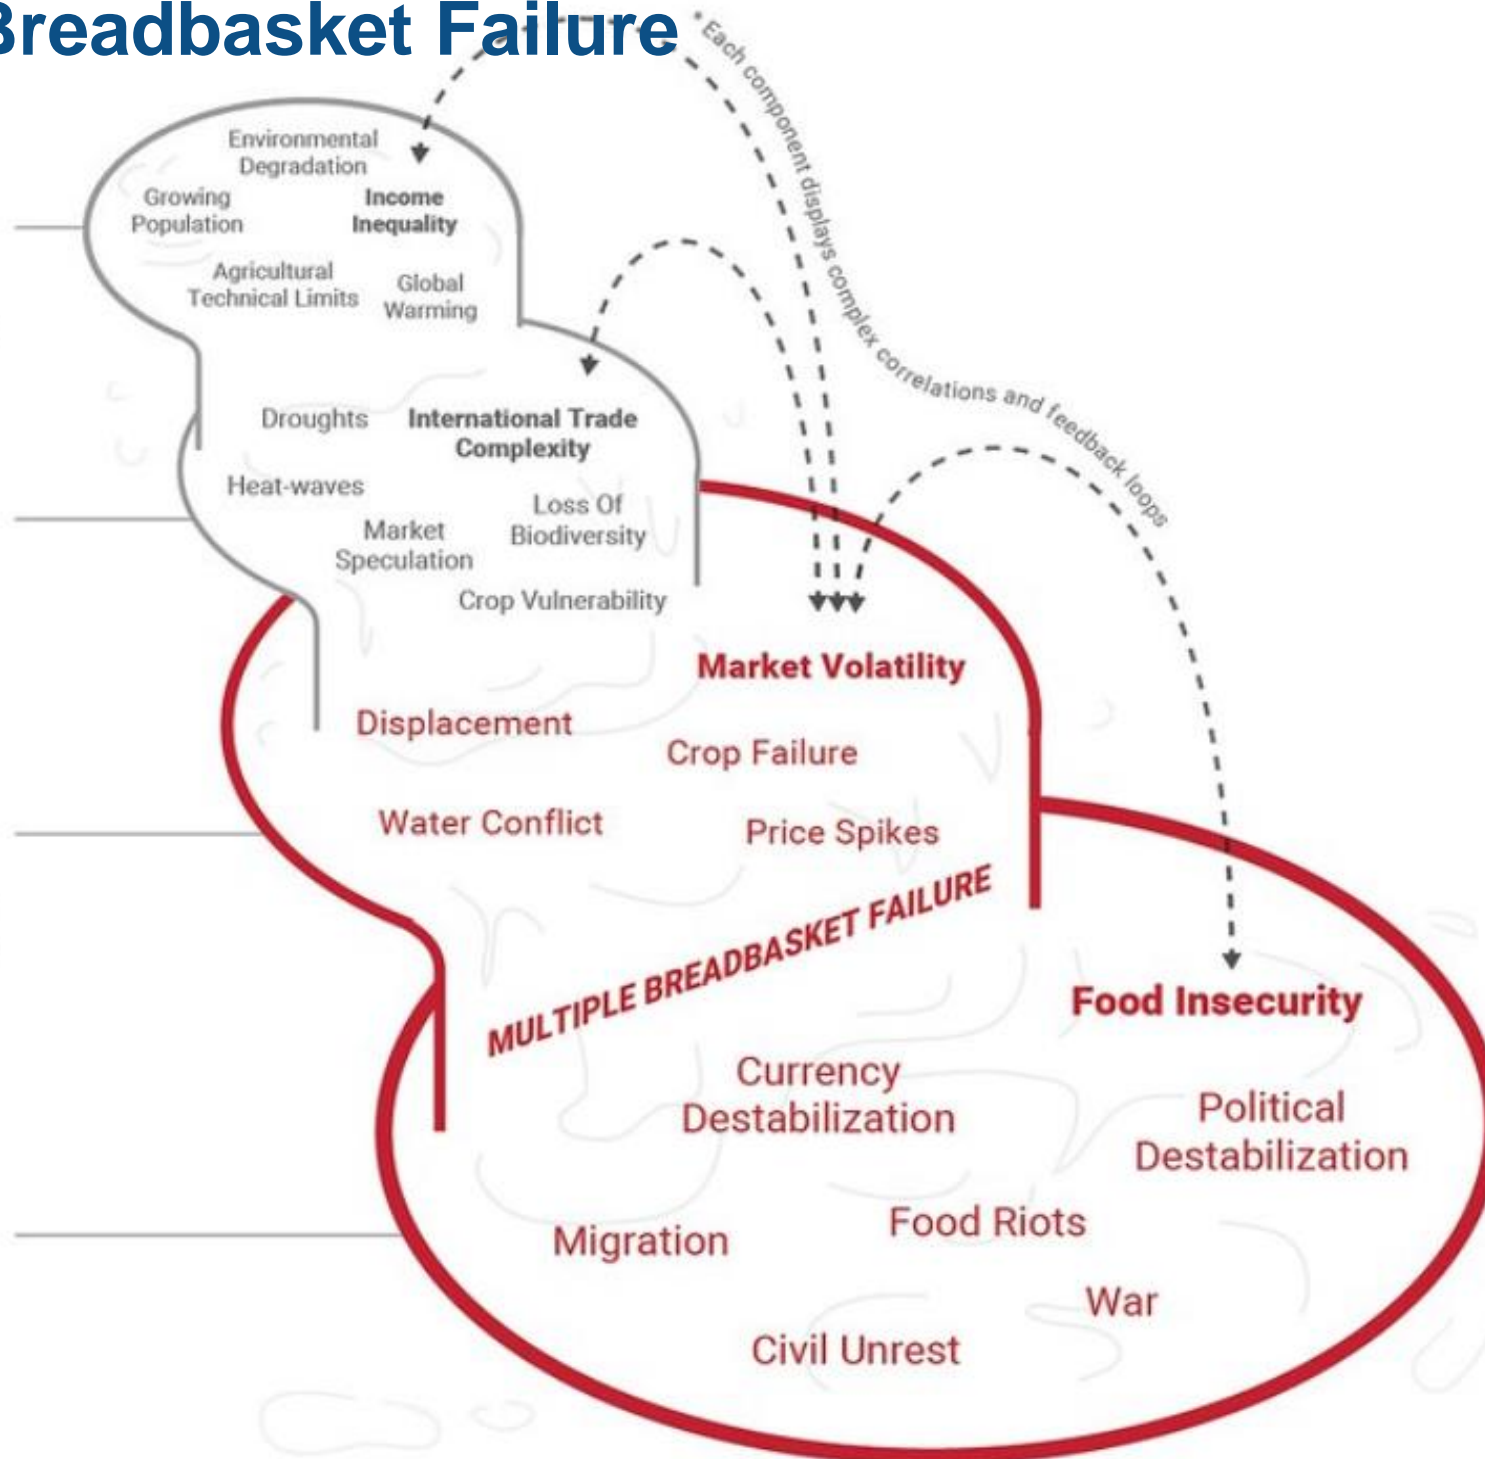 Breadbasket Failure
* Each component displays complex correlations and feedback loops
Environmental
Degradation
Growing
Population
Income
Inequality
Agricultural
Technical Limits
Global
Warming
Droughts
International Trade
Complexity
Heat-waves
Loss Of
Biodiversity
Market
Speculation
Crop Vulnerability
Market Volatility
Displacement
Crop Failure
Water Conflict
Price Spikes
MULTIPLE BREADBASKET FAILURE
Food Insecurity
Currency
Destabilization
Political
Destabilization
Migration
Food Riots
War
Civil Unrest